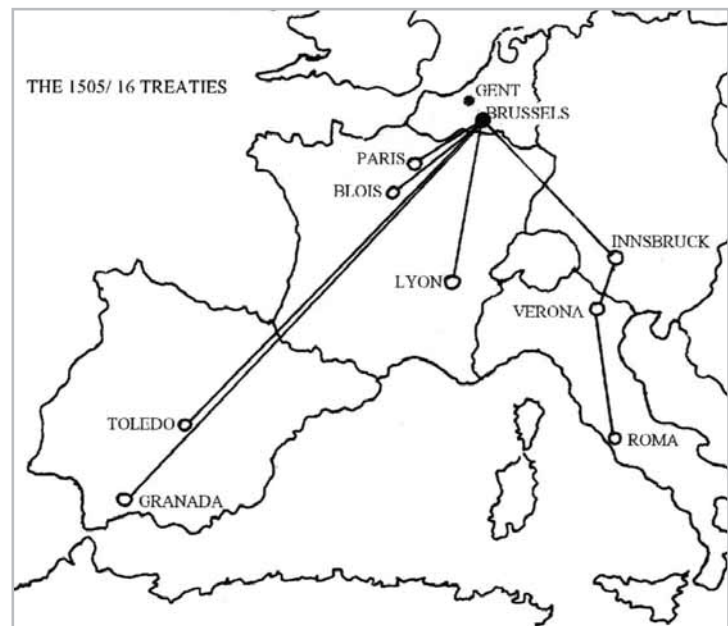 THE 1505/ 16 TREATIES
GENT
BRUSSELS
PARIS
BLOIS
INNSBRUCK
LYON
VERONA
TOLEDO
ROMA
GRANADA